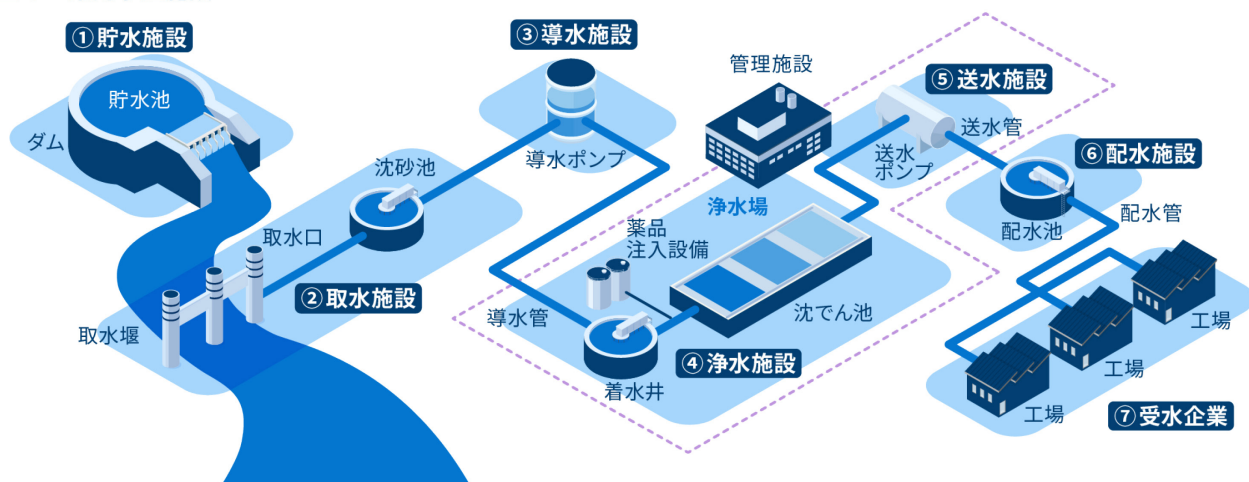 ①貯水施設
貯水池
ダム
取水堰
取水口
②取水施設
沈砂池
③導水施設
導水ポンプ
導水管
管理施設
浄水場
薬品
注入設備
着水井
④浄水施設
沈でん池
⑤送水施設
送水
ポンプ
送水管
⑥配水施設
配水池
配水管
工場
工場
工場
⑦受水企業